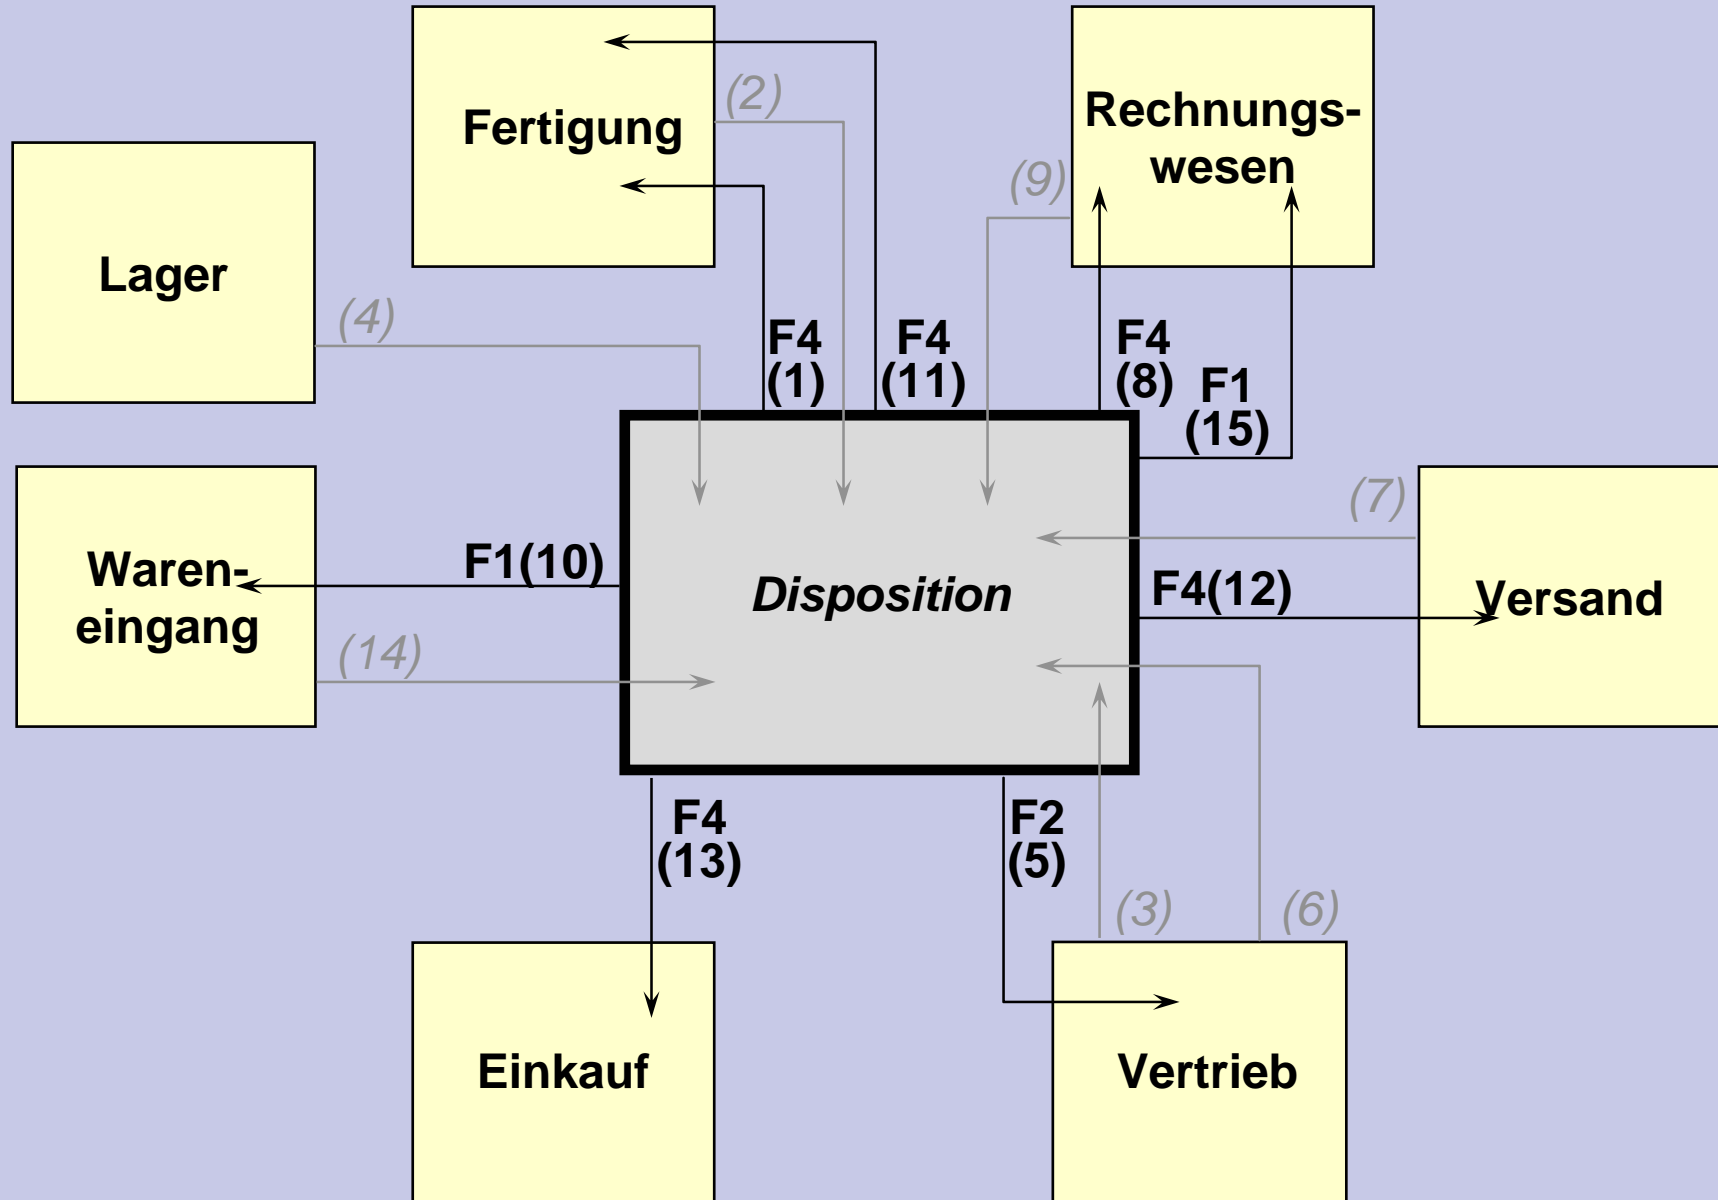 (2)
Fertigung
Rechnungs-
wesen
(9)
Lager
(4)
F4
(1)
F4
(11)
F4
(8)
F1
(15)
(7)
Waren-
eingang
F1(10)
Disposition
F4(12)
Versand
(14)
F4
(13)
F2
(5)
(3)
(6)
Einkauf
Vertrieb